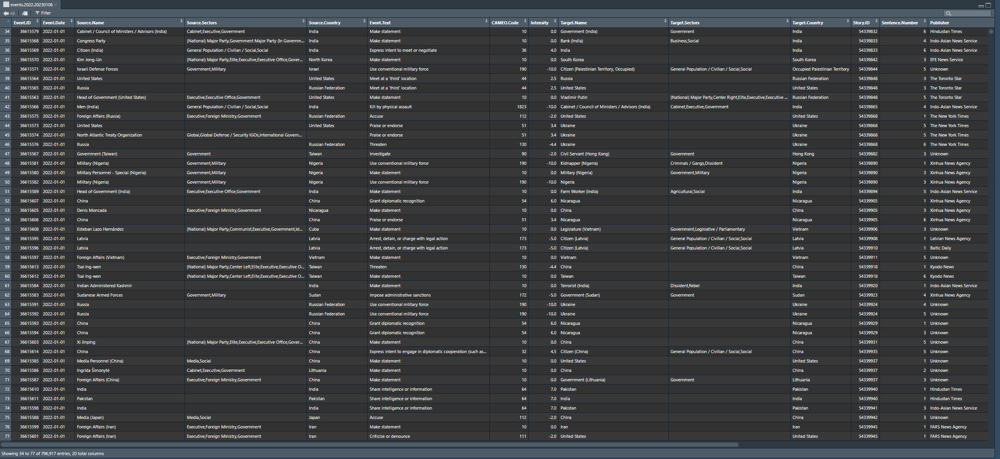 events.2022.20230106
Filter
Event.ID Event.Date Source.Name Source.Sectors Source.Country Event.Text CAMEO.Code Intensity Target.Name Target.Sectors Target.Country Story.ID Sentence.Number Publisher
34 36615579 2022-01-01 Cabinet / Council of Ministers / Advisors (India) Cabinet,Executive,Government India Make statement 10 0.0 Government (India) Government India 54339832 6 Hindustan Times
35 36615568 2022-01-01 Congress Party (National) Major Party,Government Major Party (In Governm... India Make statement 10 0.0 Bank (India) Business,Social India 54339833 4 Indo-Asian News Service
36 36615569 2022-01-01 Citizen (India) General Population / Civilian / Social,Social India Express intent to meet or negotiate 36 4.0 India India 54339833 6 Indo-Asian News Service
37 36615570 2022-01-01 Kim Jong-Un (National) Major Party,Elite,Executive,Executive Office,Gover... North Korea Make statement 10 0.0 South Korea South Korea 54339842 3 EFE News Service
38 36615571 2022-01-01 Israeli Defense Forces Government,Military Israel Use conventional military force 190 -10.0 Citizen (Palestinian Territory, Occupied) General Population / Civilian / Social,Social Occupied Palestinian Territory 54339844 5 Unknown
39 36615564 2022-01-01 United States United States Meet at a 'third' location 44 2.5 Russia Russian Federation 54339848 3 The Toronto Star
40 36615565 2022-01-01 Russia Russian Federation Meet at a 'third' location 44 2.5 United States United States 54339848 3 The Toronto Star
41 36615563 2022-01-01 Head of Government (United States) Executive,Executive Office,Government United States Make statement 10 0.0 Vladimir Putin (National) Major Party,Center Right,Elite,Executive,Executive ... Russian Federation 54339848 5 The Toronto Star
42 36615566 2022-01-01 Men (India) General Population / Civilian / Social,Social India Kill by physical assault 1823 -10.0 Cabinet / Council of Ministers / Advisors (India) Cabinet,Executive,Government India 54339865 4 Indo-Asian News Service
43 36615575 2022-01-01 Foreign Affairs (Russia) Executive,Foreign Ministry,Government Russian Federation Accuse 112 -2.0 United States United States 54339868 1 The New York Times
44 36615573 2022-01-01 United States United States Praise or endorse 51 3.4 Ukraine Ukraine 54339868 5 The New York Times
45 36615574 2022-01-01 North Atlantic Treaty Organization Global,Global Defense / Security IGOs,International Govern... Praise or endorse 51 3.4 Ukraine Ukraine 54339868 5 The New York Times
46 36615576 2022-01-01 Russia Russian Federation Threaten 130 -4.4 Ukraine Ukraine 54339868 6 The New York Times
47 36615567 2022-01-01 Government (Taiwan) Government Taiwan Investigate 90 -2.0 Civil Servant (Hong Kong) Government Hong Kong 54339882 3 Unknown
48 36615581 2022-01-01 Military (Nigeria) Government,Military Nigeria Use conventional military force 190 -10.0 Kidnapper (Nigeria) Criminals / Gangs,Dissident Nigeria 54339890 1 Xinhua News Agency
49 36615580 2022-01-01 Military Personnel - Special (Nigeria) Government,Military Nigeria Make statement 10 0.0 Military (Nigeria) Government,Military Nigeria 54339890 3 Xinhua News Agency
50 36615582 2022-01-01 Military (Nigeria) Government,Military Nigeria Use conventional military force 190 -10.0 Nigeria Nigeria 54339890 3 Xinhua News Agency
51 36615589 2022-01-01 Head of Government (India) Executive,Executive Office,Government India Make statement 10 0.0 Farm Worker (India) Agricultural,Social India 54339894 5 Indo-Asian News Service
52 36615607 2022-01-01 China China Grant diplomatic recognition 54 6.0 Nicaragua Nicaragua 54339905 1 Xinhua News Agency
53 36615605 2022-01-01 Denis Moncada Executive,Foreign Ministry,Government Nicaragua Make statement 10 0.0 China China 54339905 3 Xinhua News Agency
54 36615606 2022-01-01 China China Praise or endorse 51 3.4 Nicaragua Nicaragua 54339905 6 Xinhua News Agency
55 36615608 2022-01-01 Esteban Lazo Hernández (National) Major Party,Communist,Executive,Government,Id... Cuba Make statement 10 0.0 Legislature (Vietnam) Government,Legislative / Parliamentary Vietnam 54339906 3 Unknown
56 36615595 2022-01-01 Latvia Latvia Arrest, detain, or charge with legal action 173 -5.0 Citizen (Latvia) General Population / Civilian / Social,Social Latvia 54339908 1 Latvian News Agency
57 36615596 2022-01-01 Latvia Latvia Arrest, detain, or charge with legal action 173 -5.0 Citizen (Latvia) General Population / Civilian / Social,Social Latvia 54339910 1 Baltic Daily
58 36615597 2022-01-01 Foreign Affairs (Vietnam) Executive,Foreign Ministry,Government Vietnam Make statement 10 0.0 Vietnam Vietnam 54339911 5 Unknown
59 36615613 2022-01-01 Tsai Ing-wen (National) Major Party,Center Left,Elite,Executive,Executive O... Taiwan Threaten 130 -4.4 China China 54339918 1 Kyodo News
60 36615612 2022-01-01 Tsai Ing-wen (National) Major Party,Center Left,Elite,Executive,Executive O... Taiwan Make statement 10 0.0 Taiwan Taiwan 54339918 6 Kyodo News
61 36615584 2022-01-01 Indian Administered Kashmir India Make statement 10 0.0 Terrorist (India) Dissident,Rebel India 54339920 1 Indo-Asian News Service
62 36615583 2022-01-01 Sudanese Armed Forces Government,Military Sudan Impose administrative sanctions 172 -5.0 Government (Sudan) Government Sudan 54339923 4 Xinhua News Agency
63 36615591 2022-01-01 Russia Russian Federation Use conventional military force 190 -10.0 Ukraine Ukraine 54339924 4 Unknown
64 36615592 2022-01-01 Russia Russian Federation Use conventional military force 190 -10.0 Ukraine Ukraine 54339924 5 Unknown
65 36615593 2022-01-01 China China Grant diplomatic recognition 54 6.0 Nicaragua Nicaragua 54339929 1 Unknown
66 36615594 2022-01-01 China China Grant diplomatic recognition 54 6.0 Nicaragua Nicaragua 54339929 3 Unknown
67 36615603 2022-01-01 Xi Jinping (National) Major Party,Elite,Executive,Executive Office,Gover... China Make statement 10 0.0 China China 54339931 5 Unknown
68 36615614 2022-01-01 China China Express intent to engage in diplomatic cooperation (such as... 32 4.5 Citizen (China) General Population / Civilian / Social,Social China 54339935 5 Unknown
69 36615585 2022-01-01 Media Personnel (China) Media,Social China Make statement 10 0.0 United States United States 54339937 1 Unknown
70 36615586 2022-01-01 Ingrida Šimonytė Cabinet,Executive,Government Lithuania Make statement 10 0.0 China China 54339937 2 Unknown
71 36615587 2022-01-01 Foreign Affairs (China) Executive,Foreign Ministry,Government China Make statement 10 0.0 Government (Lithuania) Government Lithuania 54339937 3 Unknown
72 36615610 2022-01-01 India India Share intelligence or information 64 7.0 Pakistan Pakistan 54339940 1 Hindustan Times
73 36615611 2022-01-01 Pakistan Pakistan Share intelligence or information 64 7.0 India India 54339940 1 Hindustan Times
74 36615598 2022-01-01 India India Share intelligence or information 64 7.0 Pakistan Pakistan 54339941 3 Indo-Asian News Service
75 36615588 2022-01-01 Media (Japan) Media,Social Japan Accuse 112 -2.0 China China 54339942 3 Unknown
76 36615599 2022-01-01 Foreign Affairs (Iran) Executive,Foreign Ministry,Government Iran Make statement 10 0.0 Iran Iran 54339945 1 FARS News Agency
77 36615601 2022-01-01 Foreign Affairs (Iran) Executive,Foreign Ministry,Government Iran Criticize or denounce 111 -2.0 United States United States 54339945 1 FARS News Agency
Showing 34 to 77 of 796,917 entries, 20 total columns